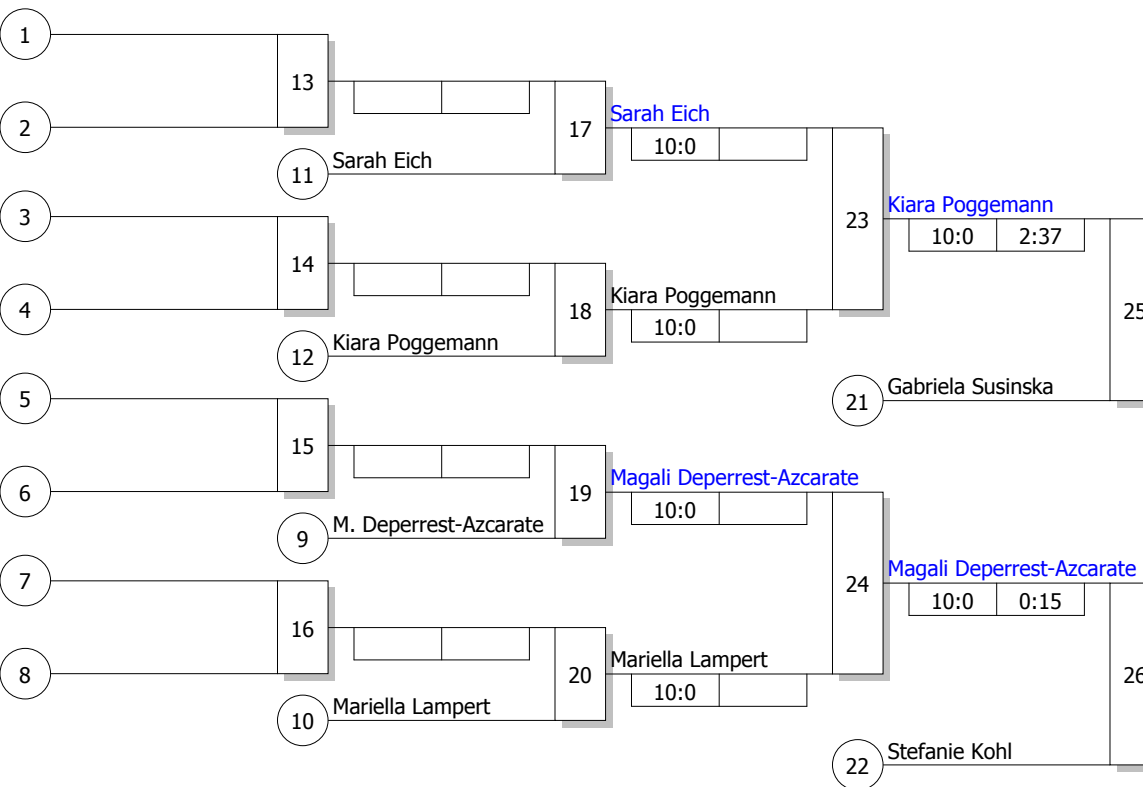 1
13
2
17
Sarah Eich
10:0
11
Sarah Eich
3
23
Kiara Poggemann
10:0 2:37
14
4
18
Kiara Poggemann
10:0
25
12
Kiara Poggemann
5
21
Gabriela Susinska
15
6
19
Magali Deperrest-Azcarate
10:0
9
M. Deperrest-Azcarate
7
24
Magali Deperrest-Azcarate
10:0 0:15
16
8
20
Mariella Lampert
10:0
26
10
Mariella Lampert
22
Stefanie Kohl